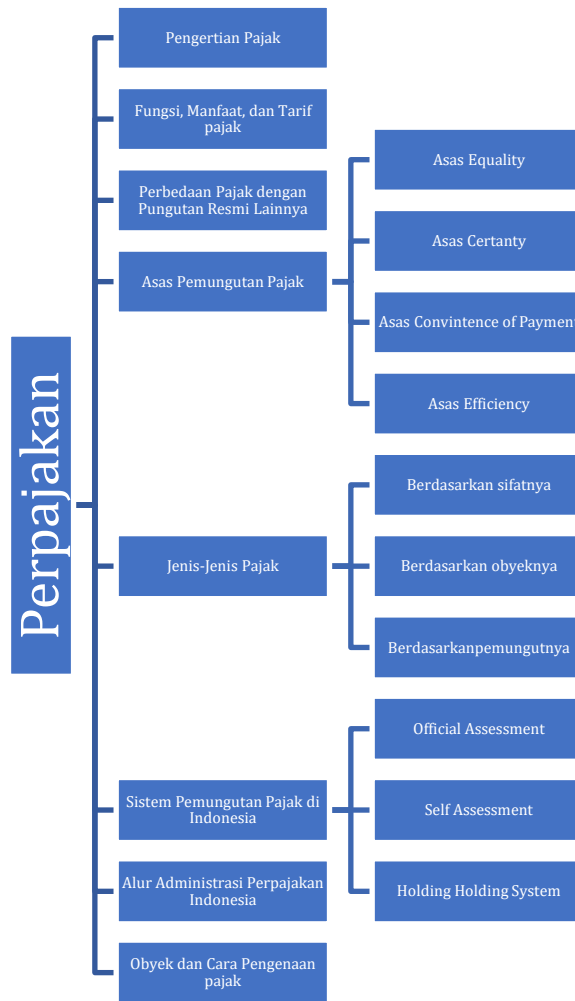 Perpajakan
Pengertian Pajak
Fungsi, Manfaat, dan Tarif
pajak
Perbedaan Pajak dengan
Pungutan Resmi Lainnya
Asas Pemungutan Pajak
Asas Equality
Asas Certanty
Asas Convintence of Payment
Asas Efficiency
Jenis-Jenis Pajak
Berdasarkan sifatnya
Berdasarkan obyeknya
Berdasarkanpemungutnya
Sistem Pemungutan Pajak di
Indonesia
Official Assessment
Self Assessment
Holding Holding System
Alur Administrasi Perpajakan
Indonesia
Obyek dan Cara Pengenaan
pajak